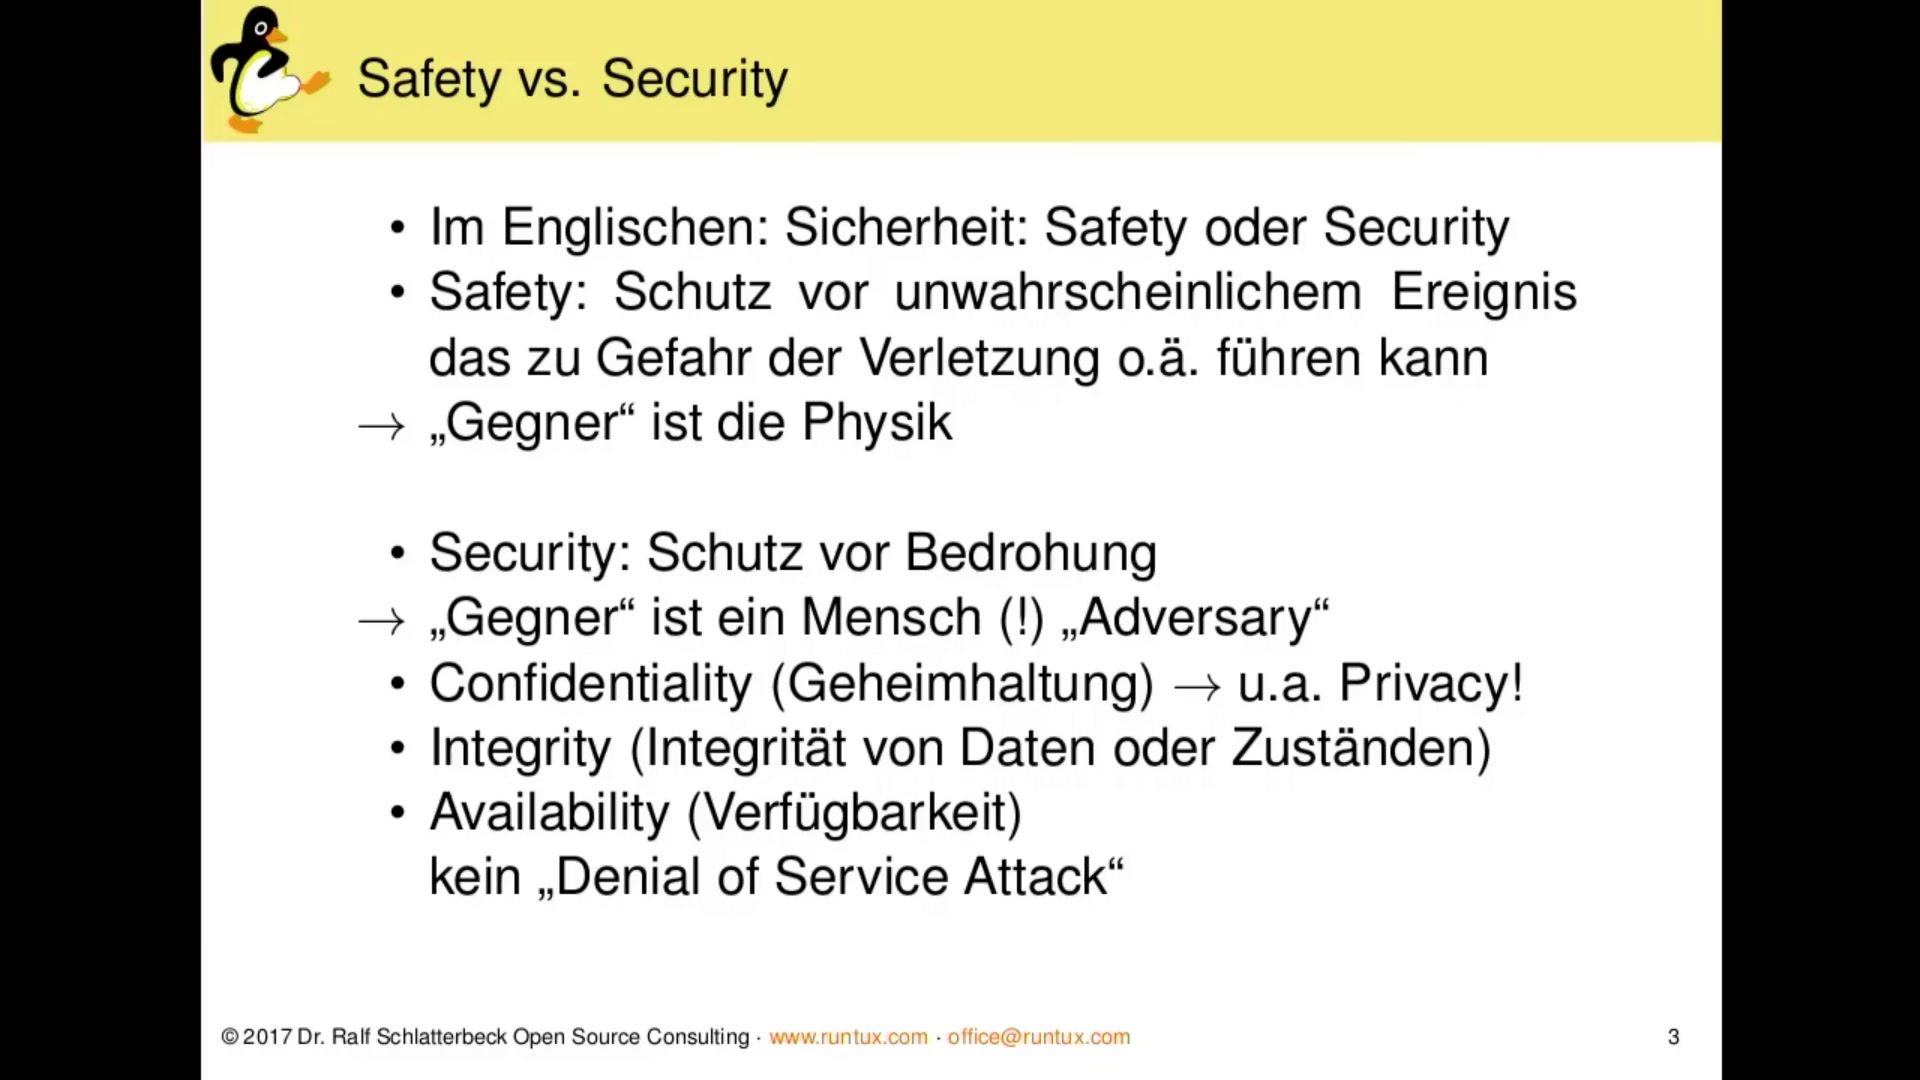 Safety vs. Security
• Im Englischen: Sicherheit: Safety oder Security
• Safety: Schutz vor unwahrscheinlichem Ereignis
das zu Gefahr der Verletzung o.ä. führen kann
→ „Gegner“ ist die Physik
• Security: Schutz vor Bedrohung
→ „Gegner“ ist ein Mensch (!) „Adversary“
• Confidentiality (Geheimhaltung) → u.a. Privacy!
• Integrity (Integrität von Daten oder Zuständen)
• Availability (Verfügbarkeit)
kein „Denial of Service Attack“
© 2017 Dr. Ralf Schlatterbeck Open Source Consulting · www.runtux.com · office@runtux.com 3